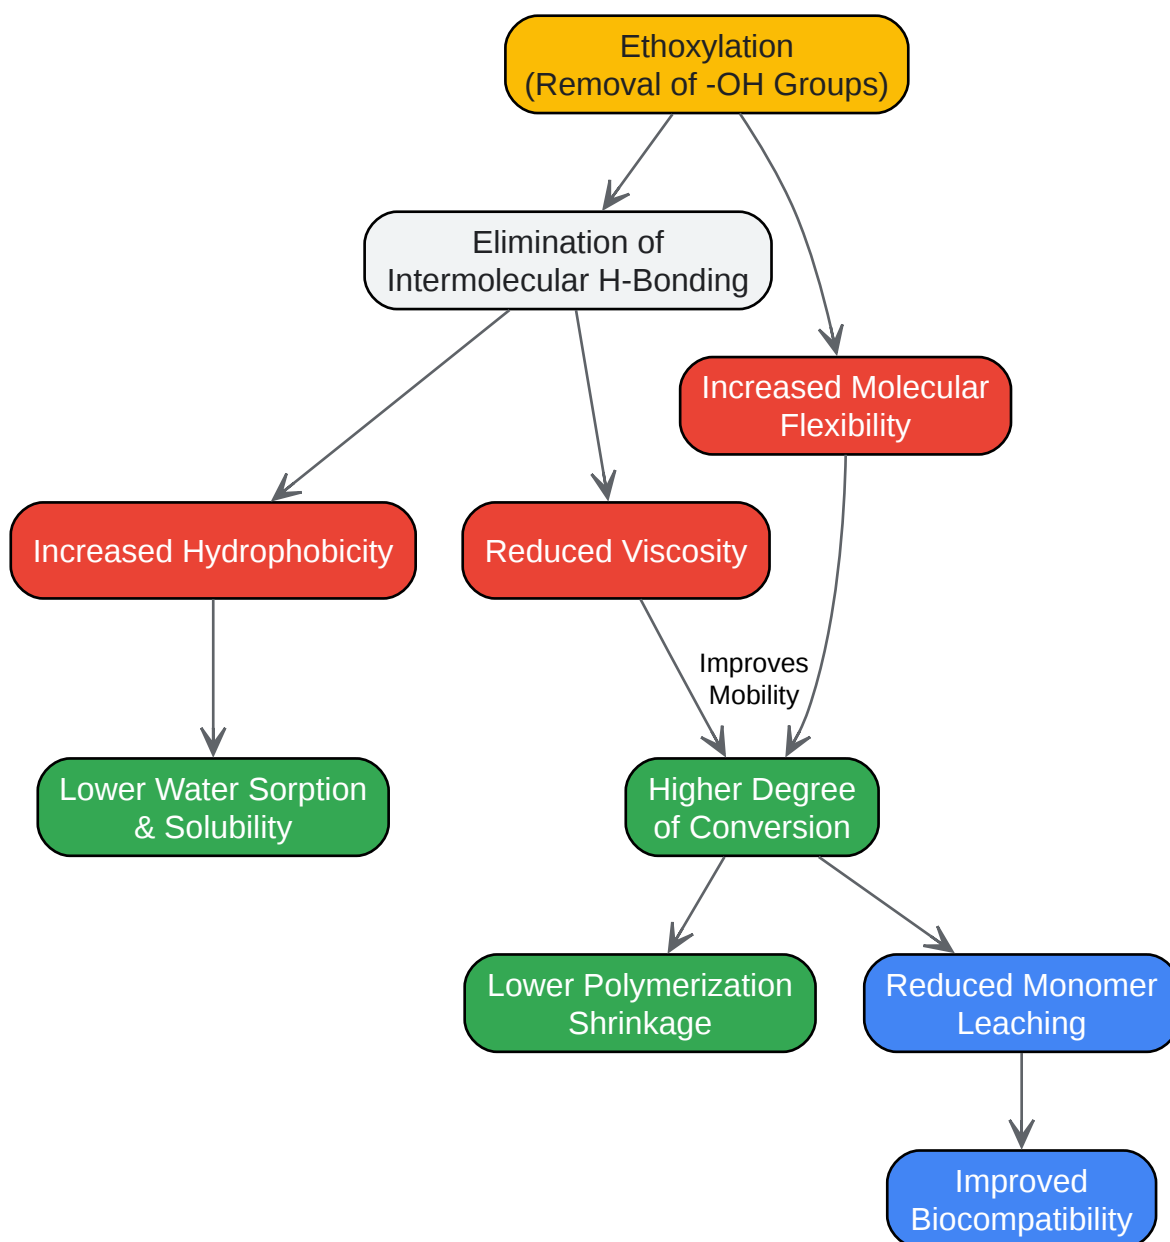 Ethoxylation
(Removal of -OH Groups)
Elimination of
Intermolecular H-Bonding
Increased Molecular
Flexibility
Increased Hydrophobicity
Reduced Viscosity
Improves
Mobility
Lower Water Sorption
& Solubility
Higher Degree
of Conversion
Lower Polymerization
Shrinkage
Reduced Monomer
Leaching
Improved
Biocompatibility